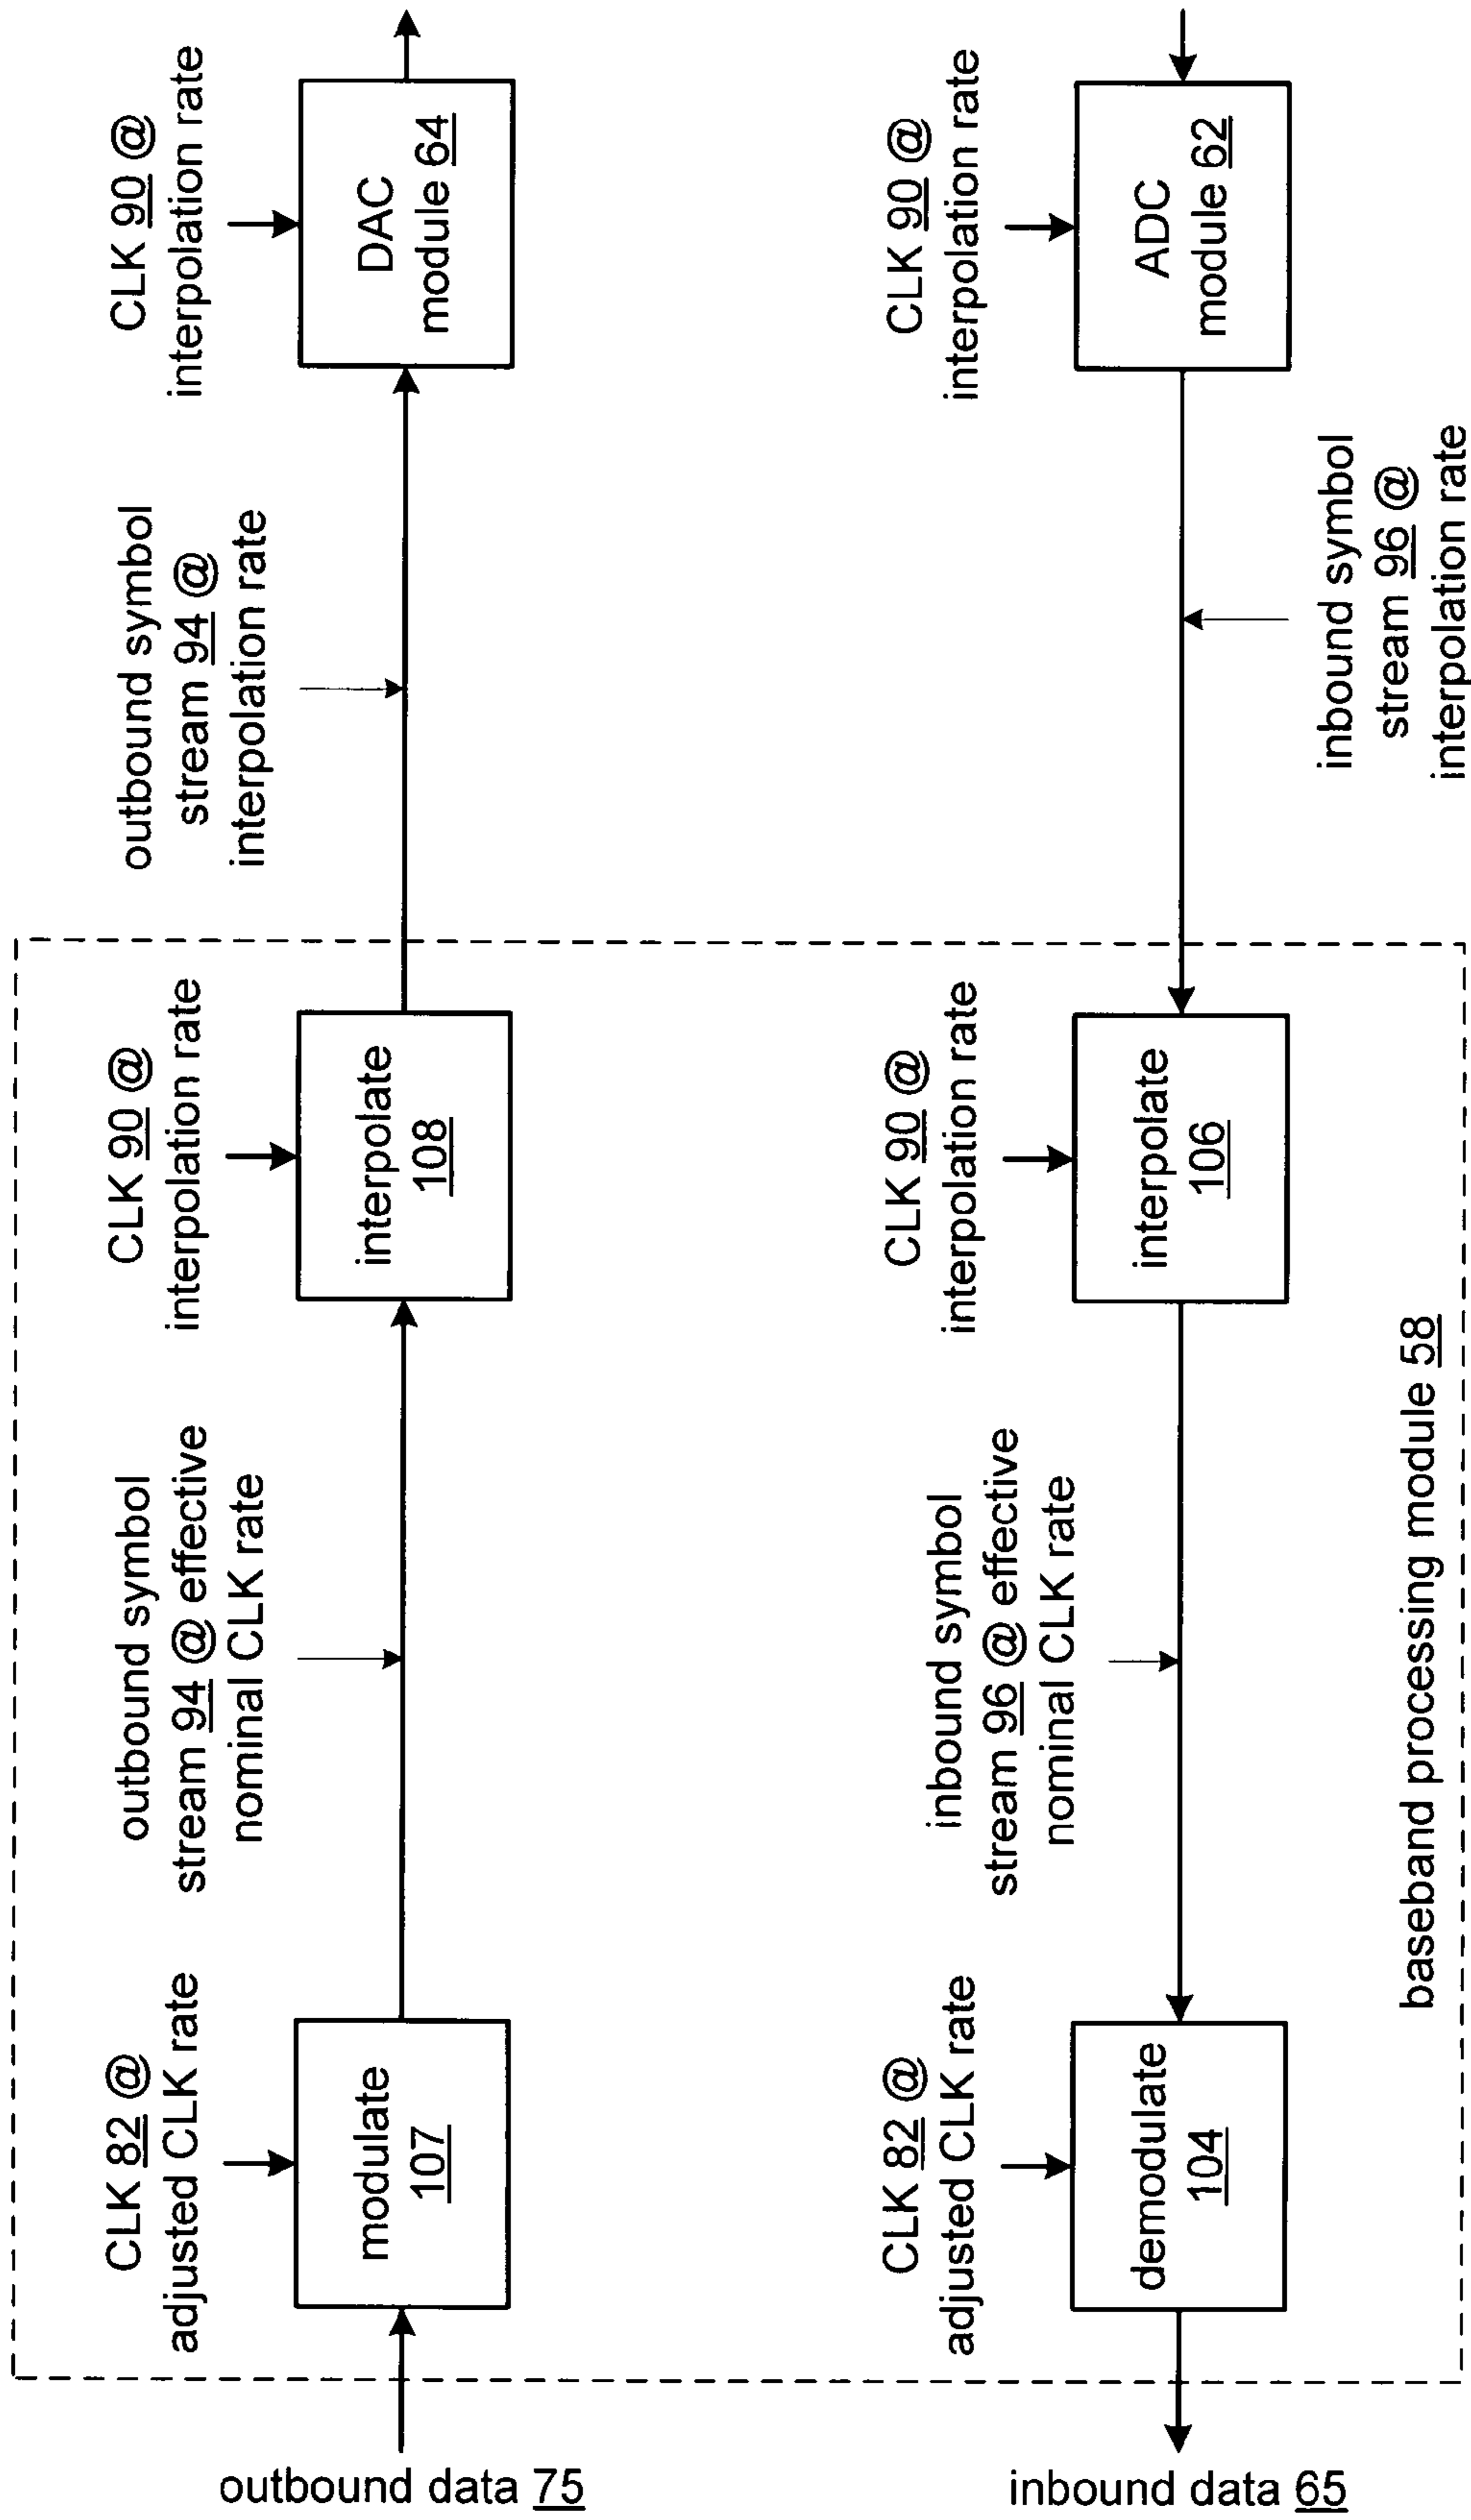 outbound data 75
CLK 82 @
adjusted CLK rate
modulate
107
outbound symbol
stream 94 @ effective
nominal CLK rate
CLK 90 @
interpolation rate
interpolate
108
outbound symbol
stream 94 @
interpolation rate
CLK 90 @
interpolation rate
DAC
module 64
inbound data 65
CLK 82 @
adjusted CLK rate
demodulate
104
inbound symbol
stream 96 @ effective
nominal CLK rate
CLK 90 @
interpolation rate
interpolate
106
inbound symbol
stream 96 @
interpolation rate
CLK 90 @
interpolation rate
ADC
module 62
baseband processing module 58